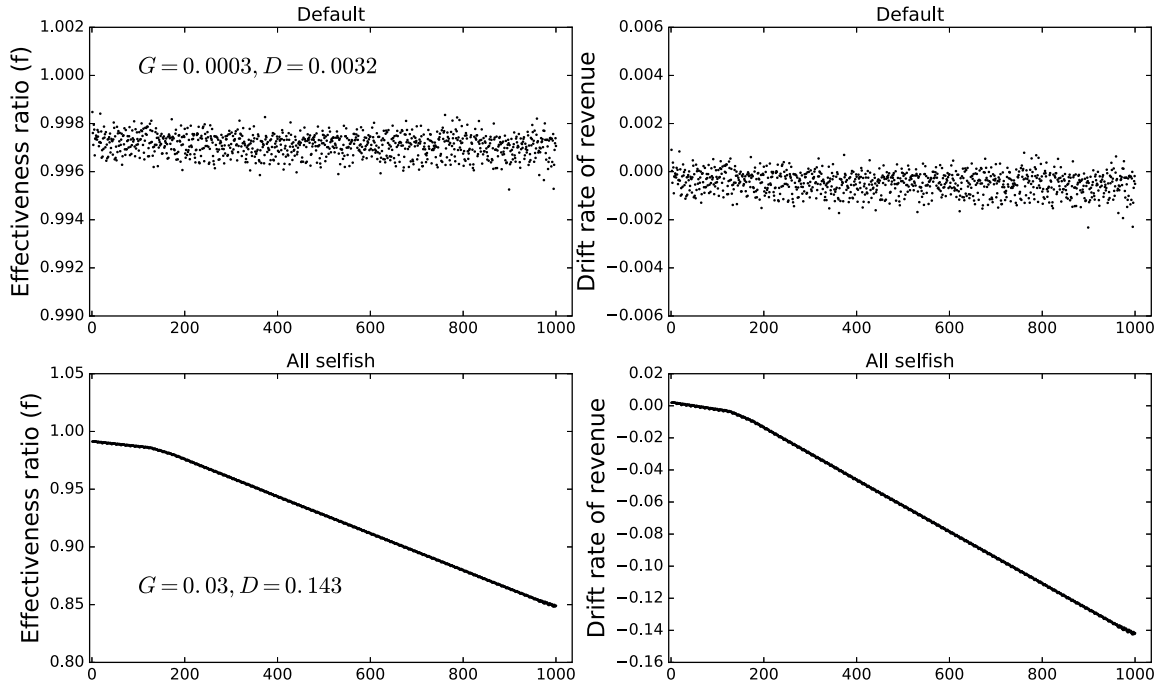 Default
Effectiveness ratio (f)
1.002
1.000
0.998
0.996
0.994
0.992
0.990
G = 0.0003, D = 0.0032
0 200 400 600 800 1000
Default
Drift rate of revenue
0.006
0.004
0.002
0.000
−0.002
−0.004
−0.006
0 200 400 600 800 1000
All selfish
Effectiveness ratio (f)
1.05
1.00
0.95
0.90
0.85
0.80
G = 0.03, D = 0.143
0 200 400 600 800 1000
All selfish
Drift rate of revenue
0.02
0.00
−0.02
−0.04
−0.06
−0.08
−0.10
−0.12
−0.14
−0.16
0 200 400 600 800 1000